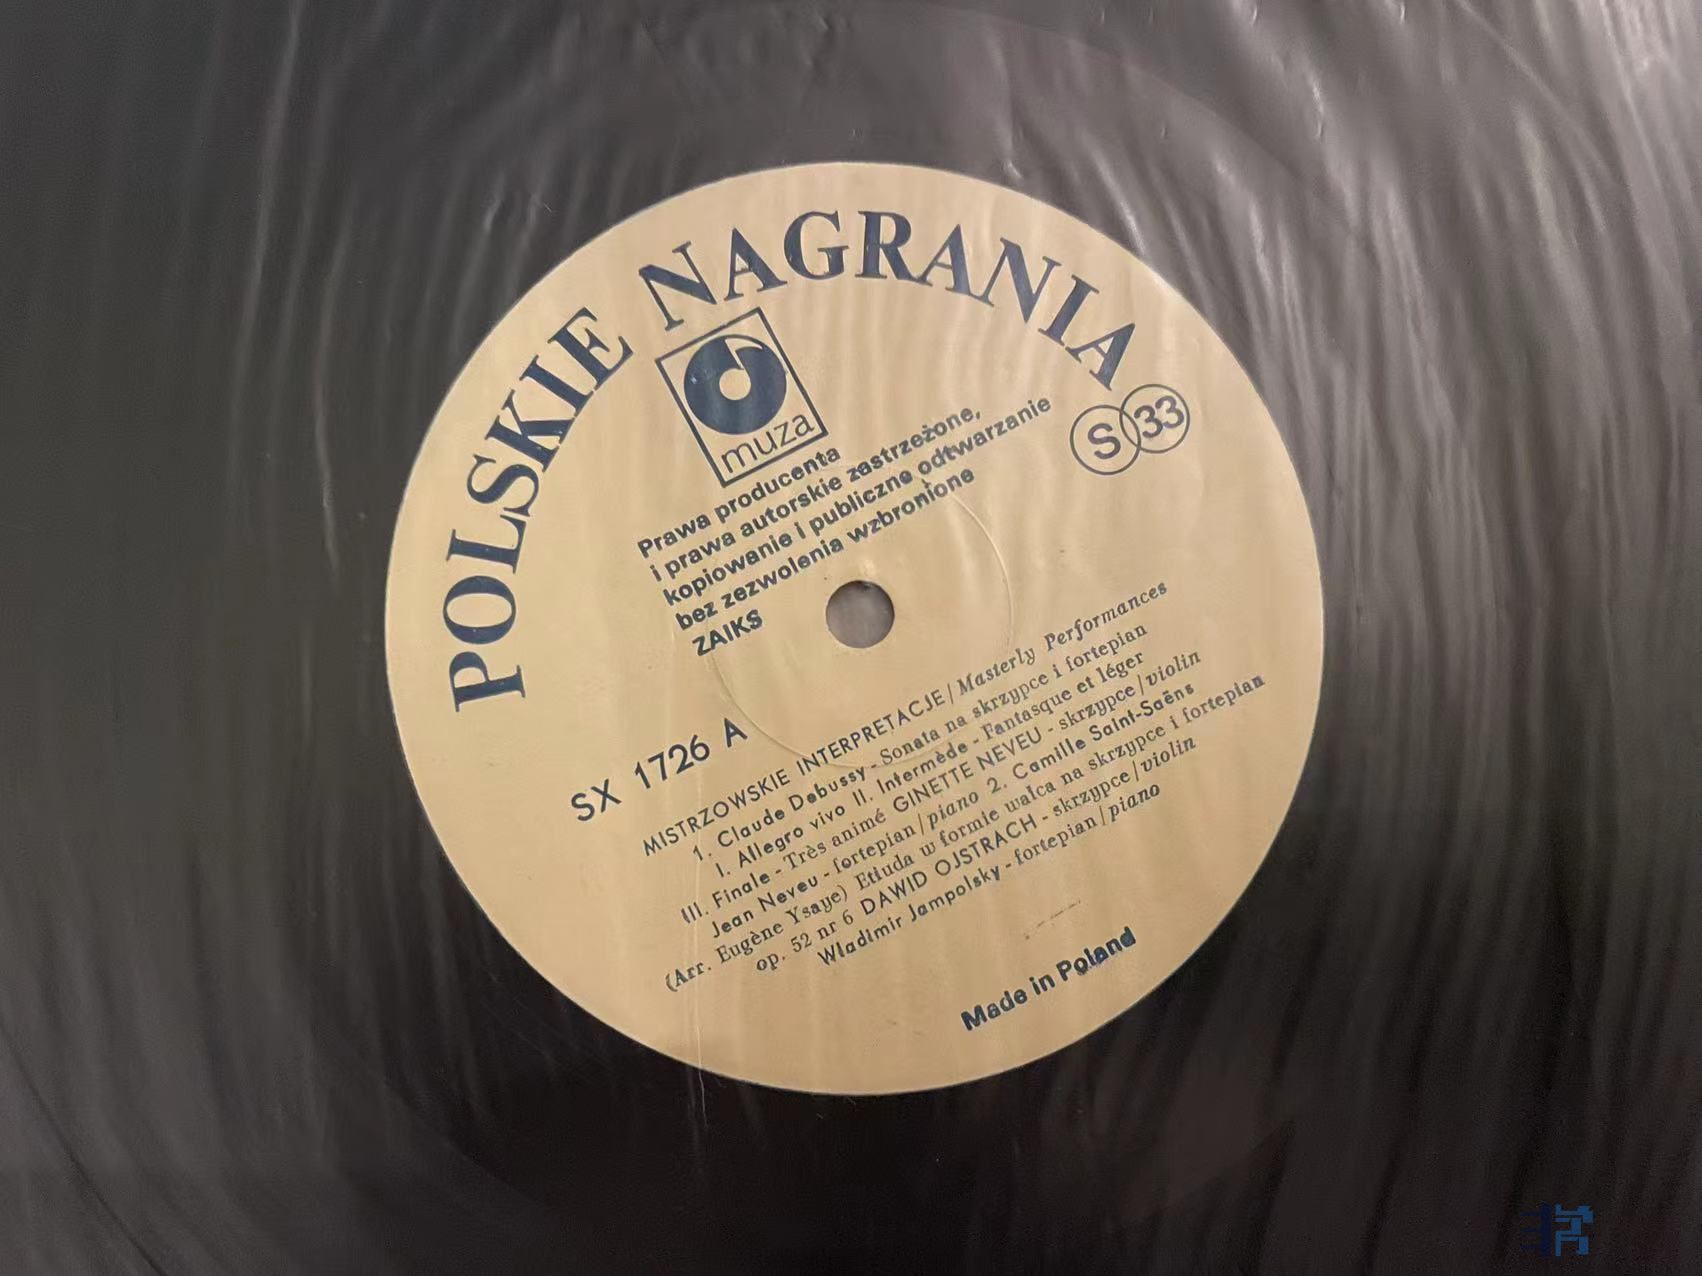 POLSKIE NAGRANIA
muza
S 33
Prawa producenta
i prawa autorskie zastrzeżone,
kopiowanie i publiczne odtwarzanie
bez zezwolenia wzbronione
ZAIKS
SX 1726 A
MISTRZOWSKIE INTERPRETACJE/Masterly Performances
1. Claude Debussy - Sonata na skrzypce i fortepian
I. Allegro vivo II. Intermède - Fantasque et léger
III. Finale - Très animé GINETTE NEVEU - skrzypce/violin
Jean Neveu - fortepian/piano 2. Camille Saint-Saëns
(Arr. Eugène Ysaye) Etiuda w formie walca na skrzypce i fortepian
op. 52 nr 6 DAWID OJSTRACH - skrzypce/violin
Wladimir Jampolsky - fortepian/piano
Made in Poland